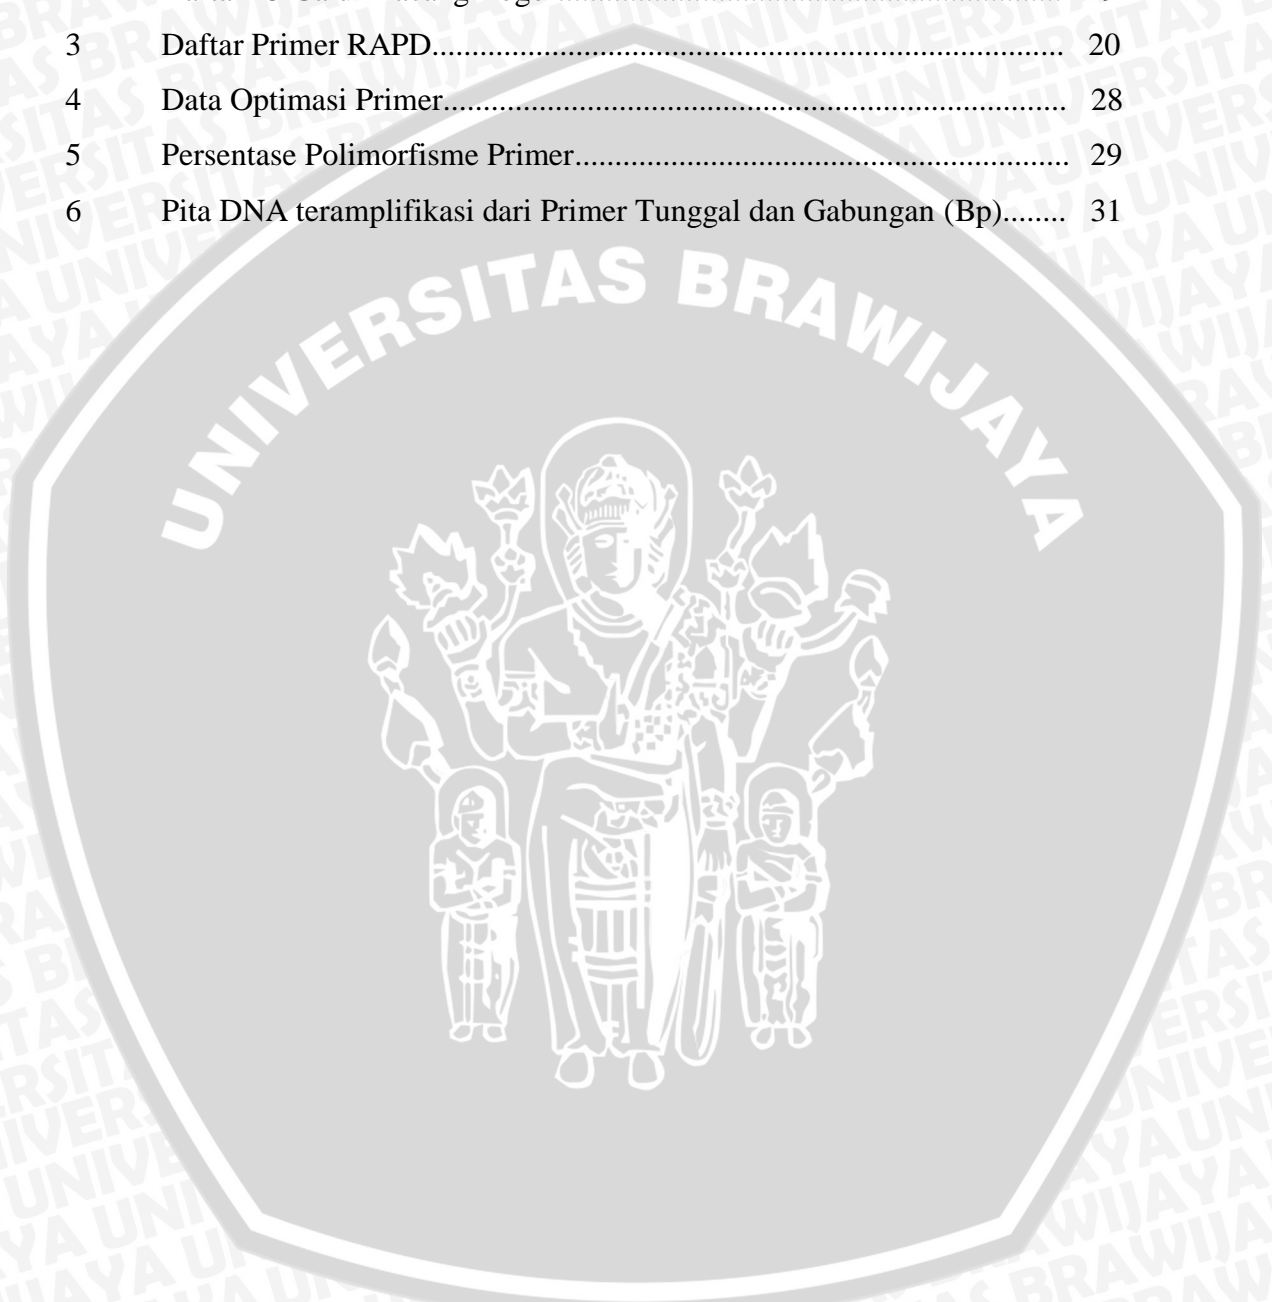 3 Daftar Primer RAPD............................................................................. 20
4 Data Optimasi Primer............................................................................ 28
5 Persentase Polimorfisme Primer............................................................ 29
6 Pita DNA teramplifikasi dari Primer Tunggal dan Gabungan (Bp)........ 31
UNIVERSITAS BRAWIJAYA